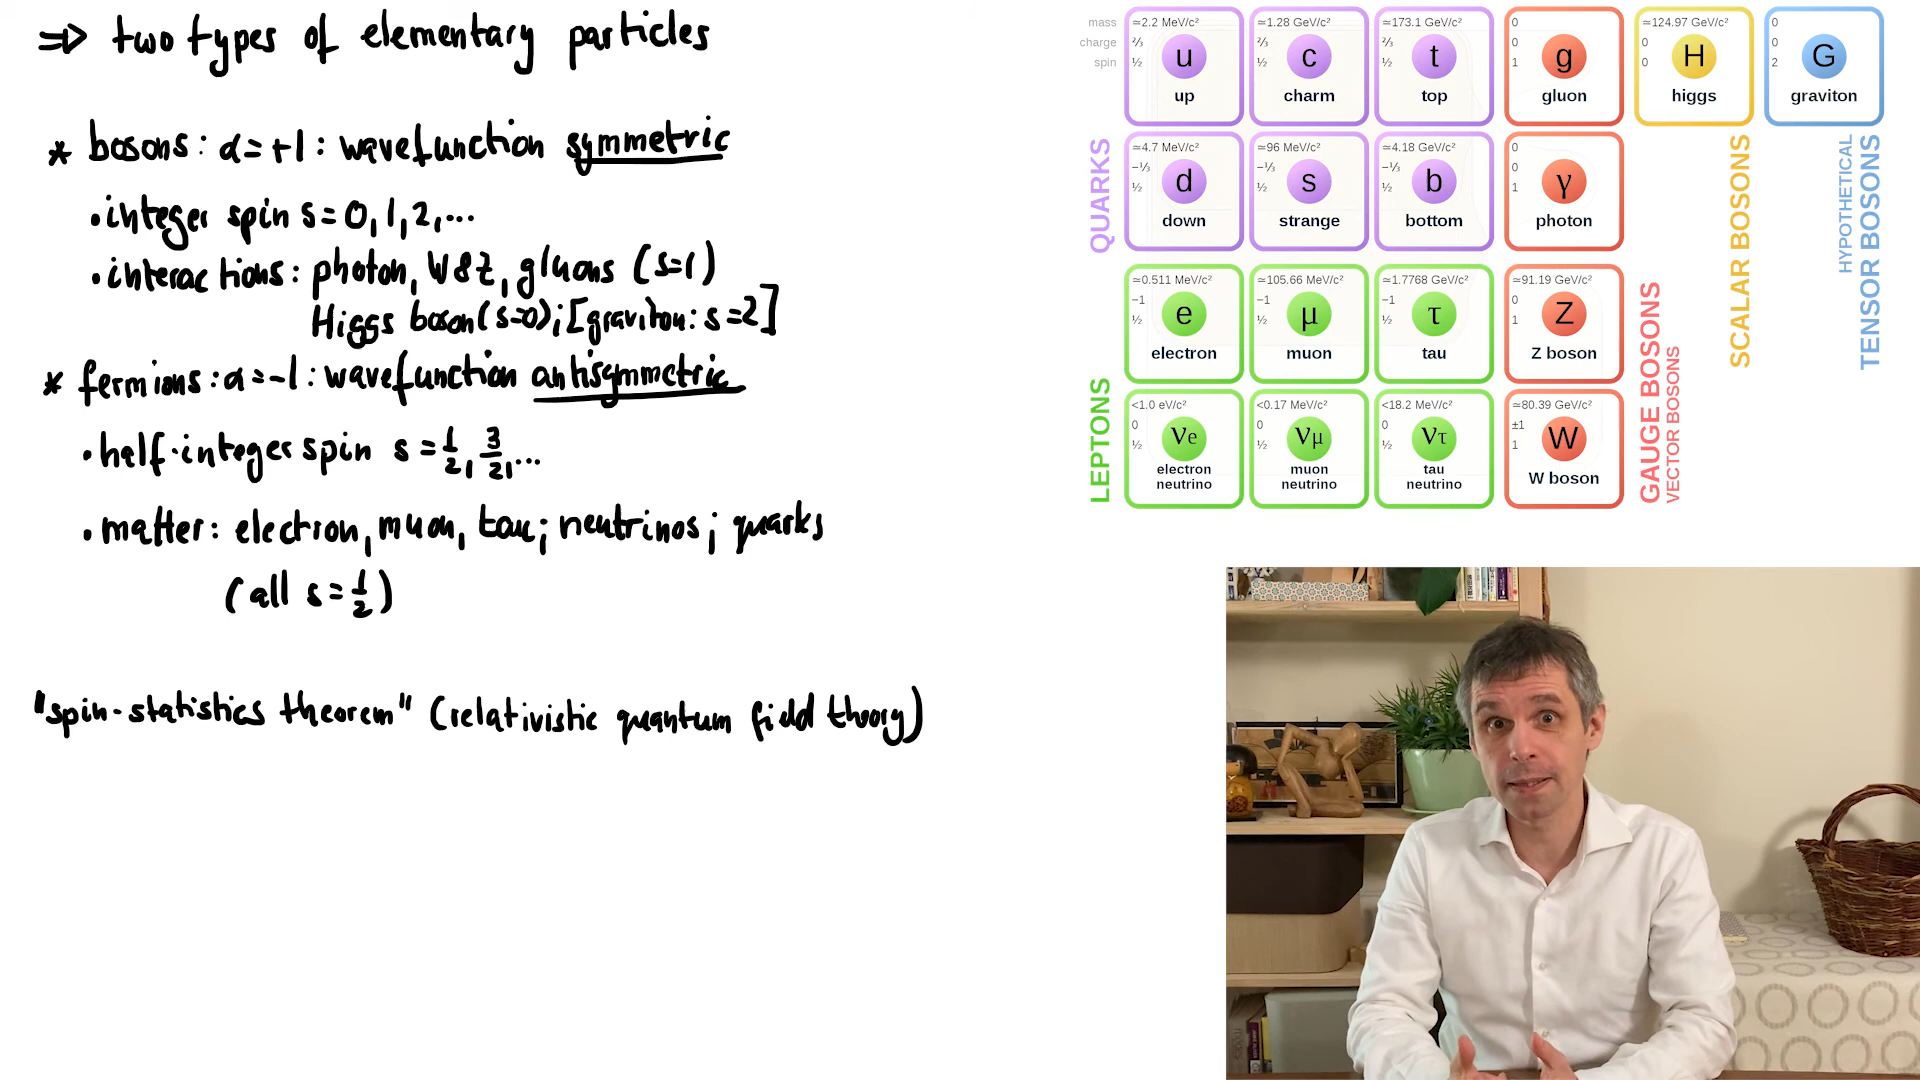 ⇒ two types of elementary particles
* bosons: α=+1: wavefunction symmetric
• integer spin s=0,1,2,...
• interactions: photon, W&Z, gluons (s=1)
Higgs boson (s=0); [graviton: s=2]
* fermions: α=-1: wavefunction antisymmetric
• half-integer spin s=1/2, 3/2, ...
• matter: electron, muon, tau; neutrinos; quarks
(all s=1/2)
"spin-statistics theorem" (relativistic quantum field theory)
mass
charge
spin
≃2.2 MeV/c²
⅔
½
u
up
≃1.28 GeV/c²
⅔
½
c
charm
≃173.1 GeV/c²
⅔
½
t
top
0
0
1
g
gluon
≃124.97 GeV/c²
0
0
H
higgs
0
0
2
G
graviton
QUARKS
≃4.7 MeV/c²
−⅓
½
d
down
≃96 MeV/c²
−⅓
½
s
strange
≃4.18 GeV/c²
−⅓
½
b
bottom
0
0
1
γ
photon
SCALAR BOSONS
HYPOTHETICAL
TENSOR BOSONS
≃0.511 MeV/c²
−1
½
e
electron
≃105.66 MeV/c²
−1
½
μ
muon
≃1.7768 GeV/c²
−1
½
τ
tau
≃91.19 GeV/c²
0
1
Z
Z boson
LEPTONS
<1.0 eV/c²
0
½
νe
electron
neutrino
<0.17 MeV/c²
0
½
νμ
muon
neutrino
<18.2 MeV/c²
0
½
ντ
tau
neutrino
≃80.39 GeV/c²
±1
1
W
W boson
GAUGE BOSONS
VECTOR BOSONS